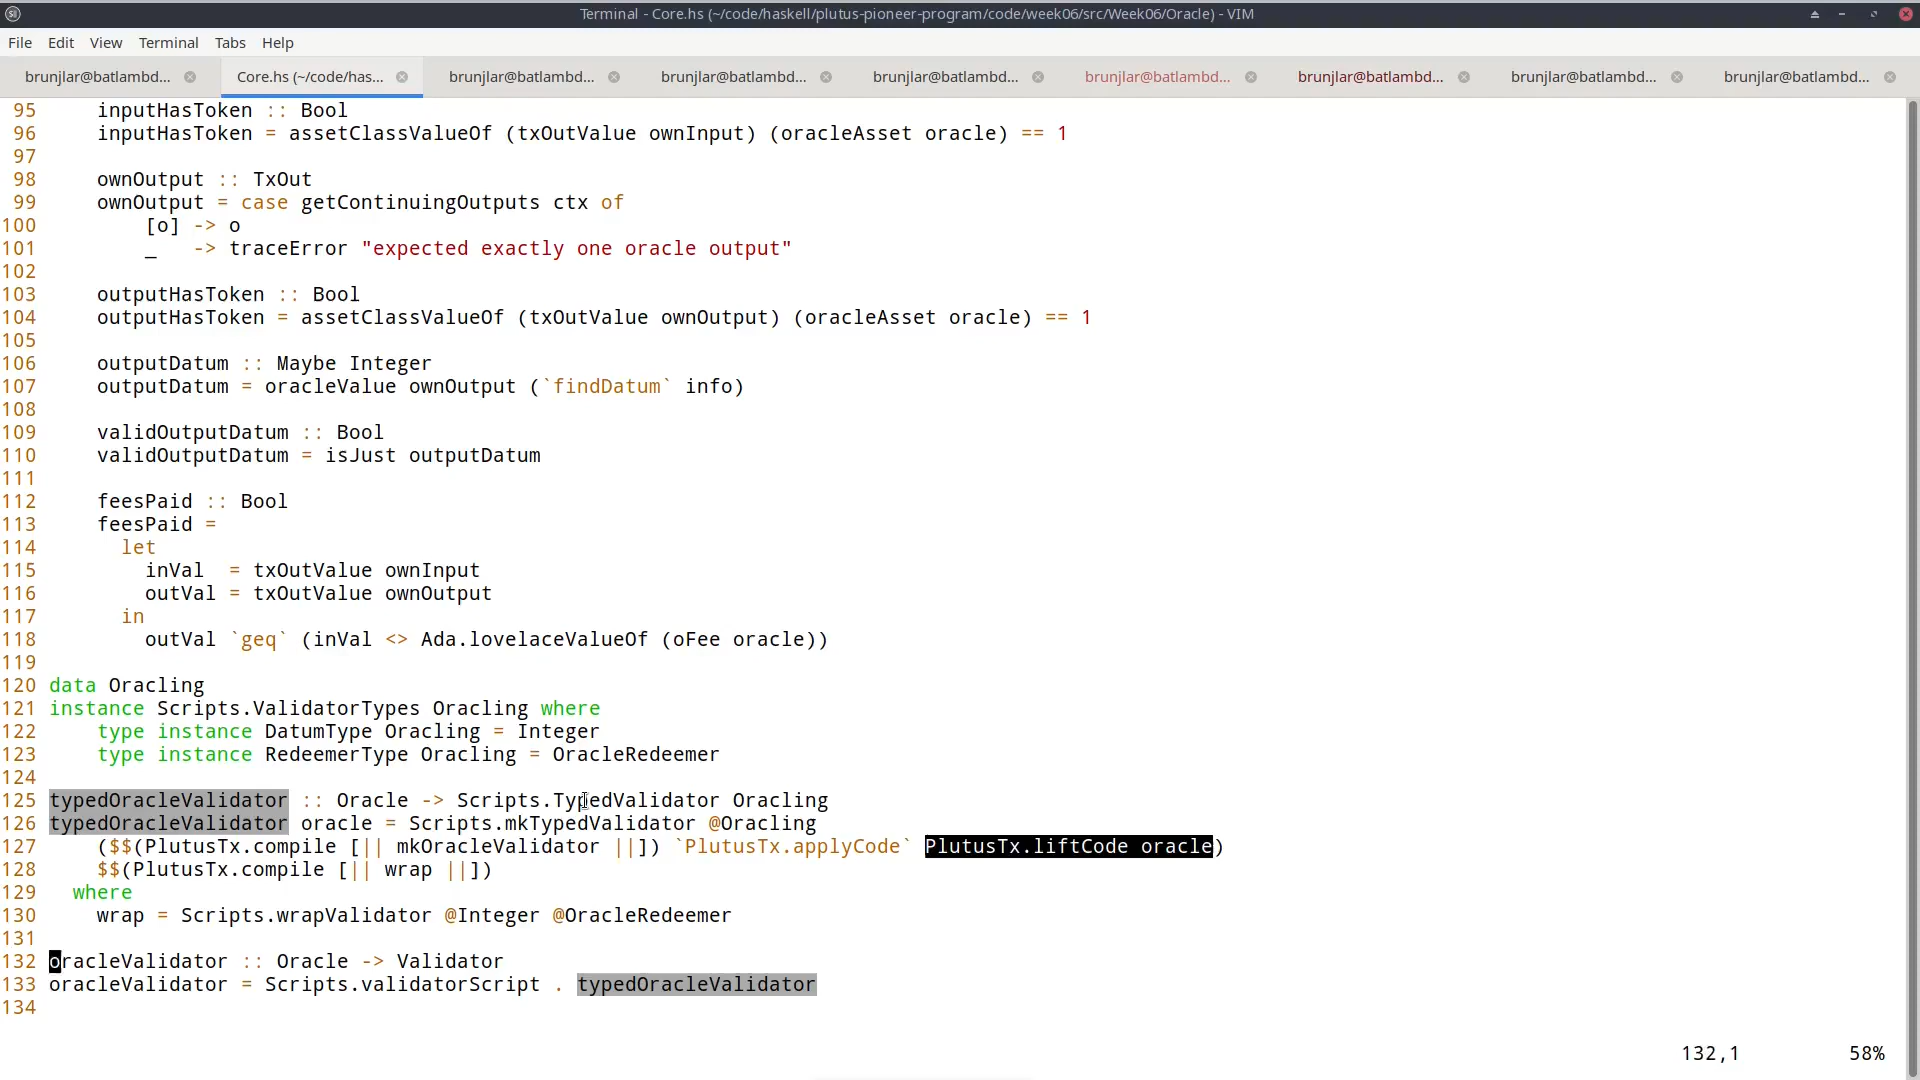 Terminal - Core.hs (~/code/haskell/plutus-pioneer-program/code/week06/src/Week06/Oracle) - VIM
File Edit View Terminal Tabs Help
brunjlar@batlambd... Core.hs (~/code/has... brunjlar@batlambd... brunjlar@batlambd... brunjlar@batlambd... brunjlar@batlambd... brunjlar@batlambd... brunjlar@batlambd... brunjlar@batlambd...
95     inputHasToken :: Bool
96     inputHasToken = assetClassValueOf (txOutValue ownInput) (oracleAsset oracle) == 1
97
98     ownOutput :: TxOut
99     ownOutput = case getContinuingOutputs ctx of
100         [o] -> o
101         _   -> traceError "expected exactly one oracle output"
102
103     outputHasToken :: Bool
104     outputHasToken = assetClassValueOf (txOutValue ownOutput) (oracleAsset oracle) == 1
105
106     outputDatum :: Maybe Integer
107     outputDatum = oracleValue ownOutput (`findDatum` info)
108
109     validOutputDatum :: Bool
110     validOutputDatum = isJust outputDatum
111
112     feesPaid :: Bool
113     feesPaid =
114       let
115         inVal  = txOutValue ownInput
116         outVal = txOutValue ownOutput
117       in
118         outVal `geq` (inVal <> Ada.lovelaceValueOf (oFee oracle))
119
120 data Oracling
121 instance Scripts.ValidatorTypes Oracling where
122     type instance DatumType Oracling = Integer
123     type instance RedeemerType Oracling = OracleRedeemer
124
125 typedOracleValidator :: Oracle -> Scripts.TypedValidator Oracling
126 typedOracleValidator oracle = Scripts.mkTypedValidator @Oracling
127     ($$(PlutusTx.compile [|| mkOracleValidator ||]) `PlutusTx.applyCode` PlutusTx.liftCode oracle)
128     $$(PlutusTx.compile [|| wrap ||])
129   where
130     wrap = Scripts.wrapValidator @Integer @OracleRedeemer
131
132 oracleValidator :: Oracle -> Validator
133 oracleValidator = Scripts.validatorScript . typedOracleValidator
134
132,1 58%